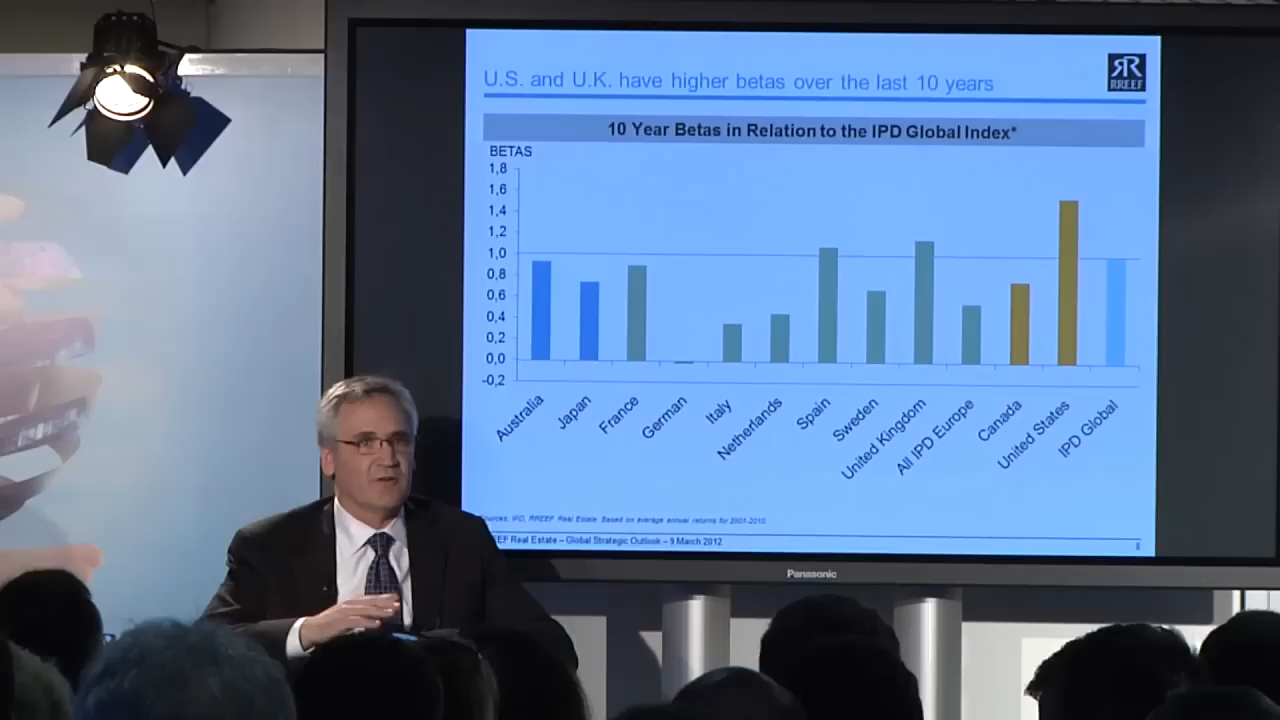 U.S. and U.K. have higher betas over the last 10 years
RREEF
10 Year Betas in Relation to the IPD Global Index*
BETAS
1,8
1,6
1,4
1,2
1,0
0,8
0,6
0,4
0,2
0,0
-0,2
Australia
Japan
France
German
Italy
Netherlands
Spain
Sweden
United Kingdom
All IPD Europe
Canada
United States
IPD Global
IPD, RREEF Real Estate. Based on average annual returns for 2001-2010.
EF Real Estate – Global Strategic Outlook – 9 March 2012
8
Panasonic